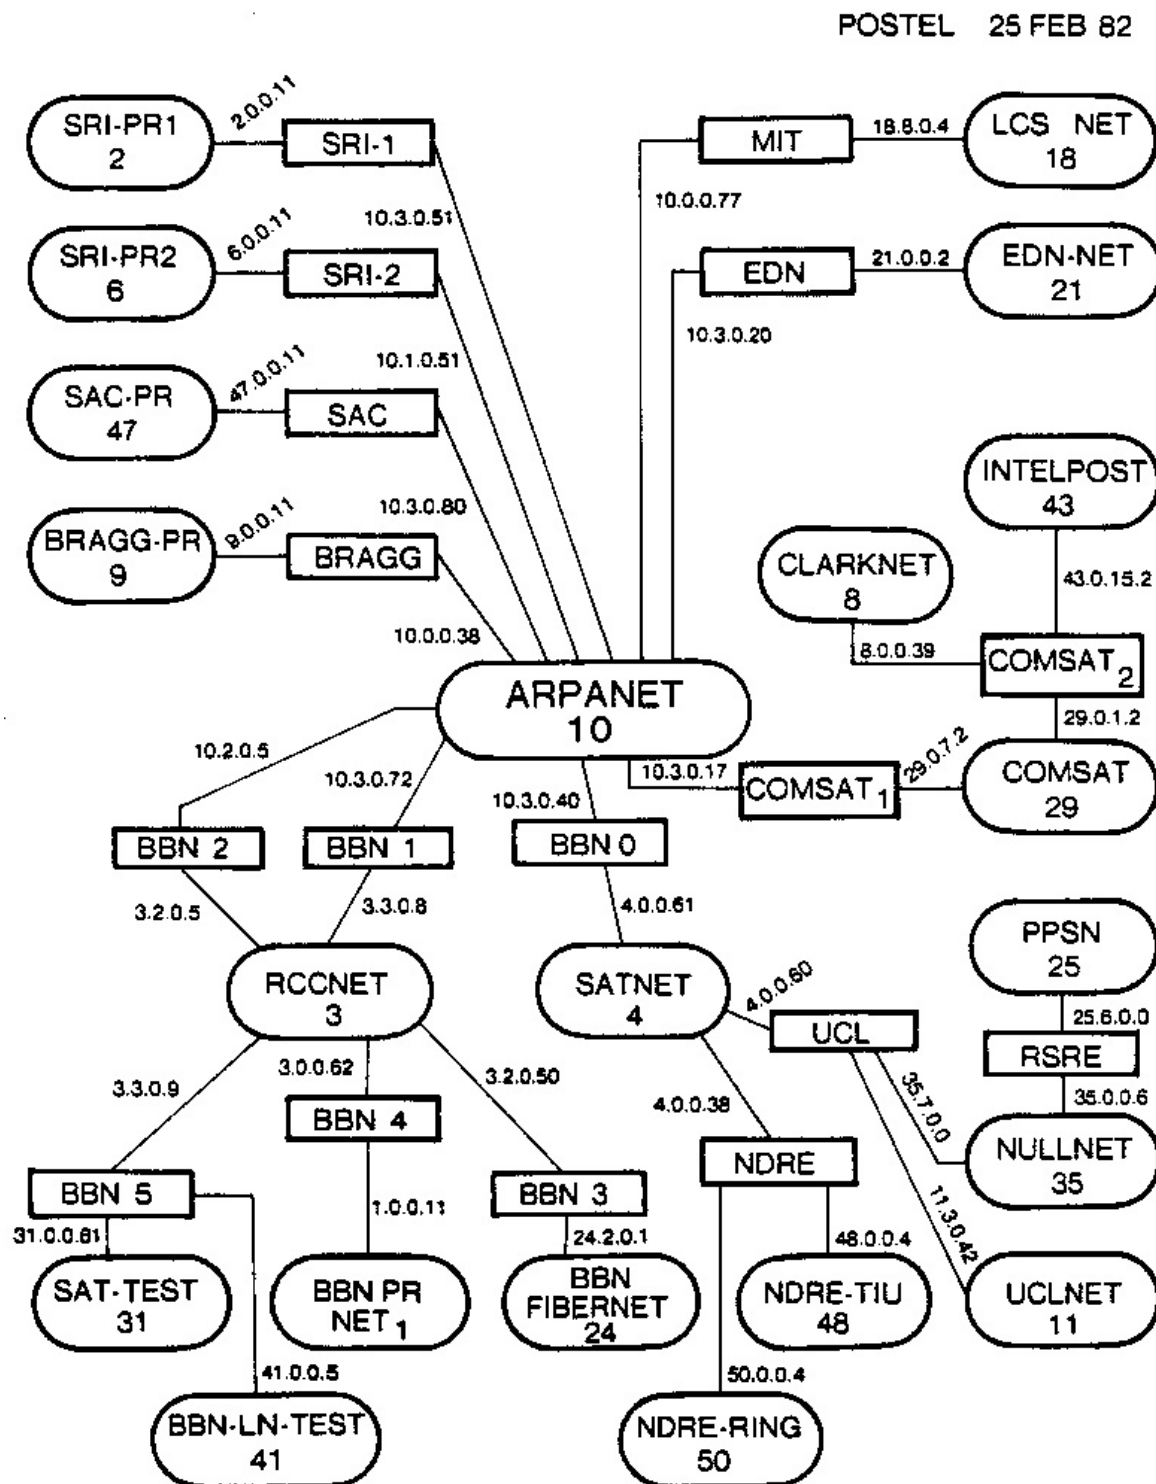 POSTEL 25 FEB 82
SRI-PR1
2
2.0.0.11
SRI-1
10.3.0.51
MIT
10.0.0.77
18.8.0.4
LCS NET
18
SRI-PR2
6
6.0.0.11
SRI-2
10.1.0.51
EDN
10.3.0.20
21.0.0.2
EDN-NET
21
SAC-PR
47
47.0.0.11
SAC
10.3.0.80
INTELPOST
43
43.0.15.2
BRAGG-PR
9
9.0.0.11
BRAGG
10.0.0.38
CLARKNET
8
8.0.0.39
COMSAT 2
29.0.1.2
ARPANET
10
10.2.0.5
10.3.0.72
10.3.0.40
10.3.0.17
COMSAT 1
29.0.7.2
COMSAT
29
BBN 2
BBN 1
BBN 0
3.2.0.5
3.3.0.8
4.0.0.61
RCCNET
3
SATNET
4
4.0.0.60
UCL
PPSN
25
25.6.0.0
RSRE
35.0.0.6
3.3.0.9
3.0.0.62
3.2.0.50
4.0.0.38
35.7.0.0
11.3.0.42
NULLNET
35
BBN 5
BBN 4
BBN 3
NDRE
31.0.0.61
1.0.0.11
24.2.0.1
48.0.0.4
SAT-TEST
31
BBN PR
NET 1
BBN
FIBERNET
24
NDRE-TIU
48
UCLNET
11
41.0.0.5
50.0.0.4
BBN-LN-TEST
41
NDRE-RING
50